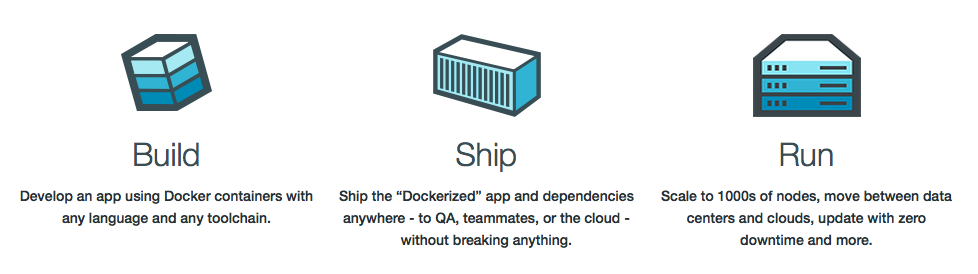 Build
Develop an app using Docker containers with
any language and any toolchain.
Ship
Ship the “Dockerized” app and dependencies
anywhere - to QA, teammates, or the cloud -
without breaking anything.
Run
Scale to 1000s of nodes, move between data
centers and clouds, update with zero
downtime and more.